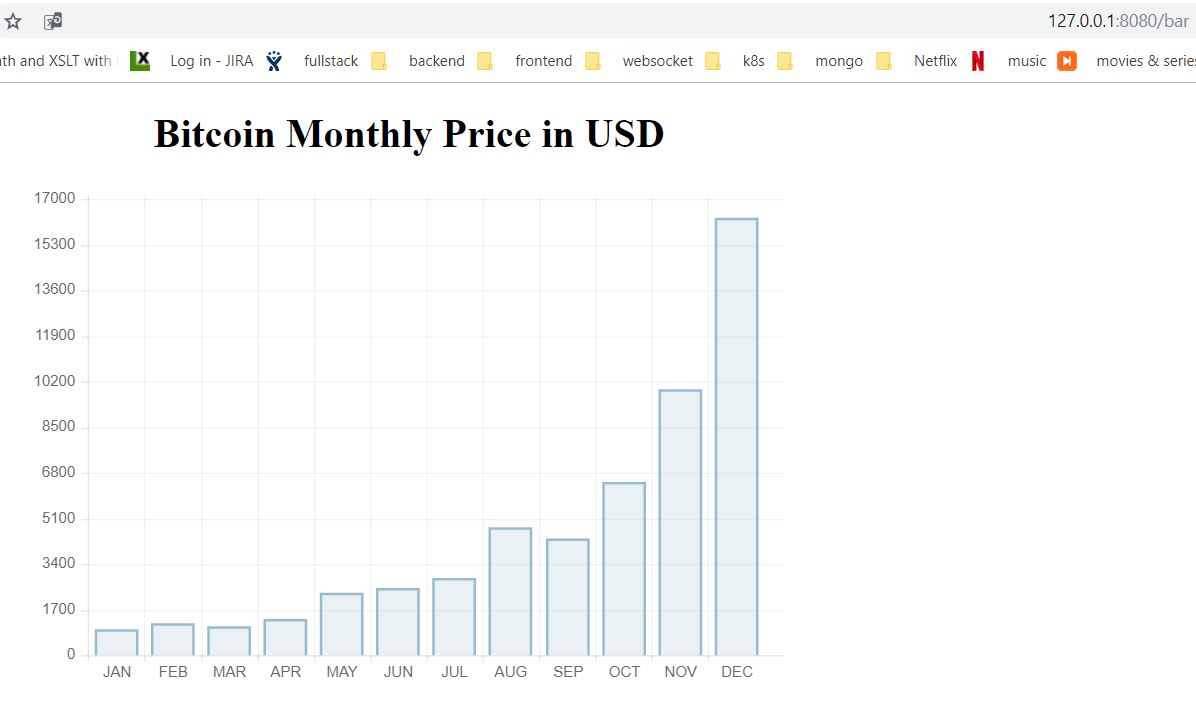 127.0.0.1:8080/bar
ath and XSLT with Log in - JIRA fullstack backend frontend websocket k8s mongo Netflix music movies & series
Bitcoin Monthly Price in USD
17000
15300
13600
11900
10200
8500
6800
5100
3400
1700
0
JAN FEB MAR APR MAY JUN JUL AUG SEP OCT NOV DEC